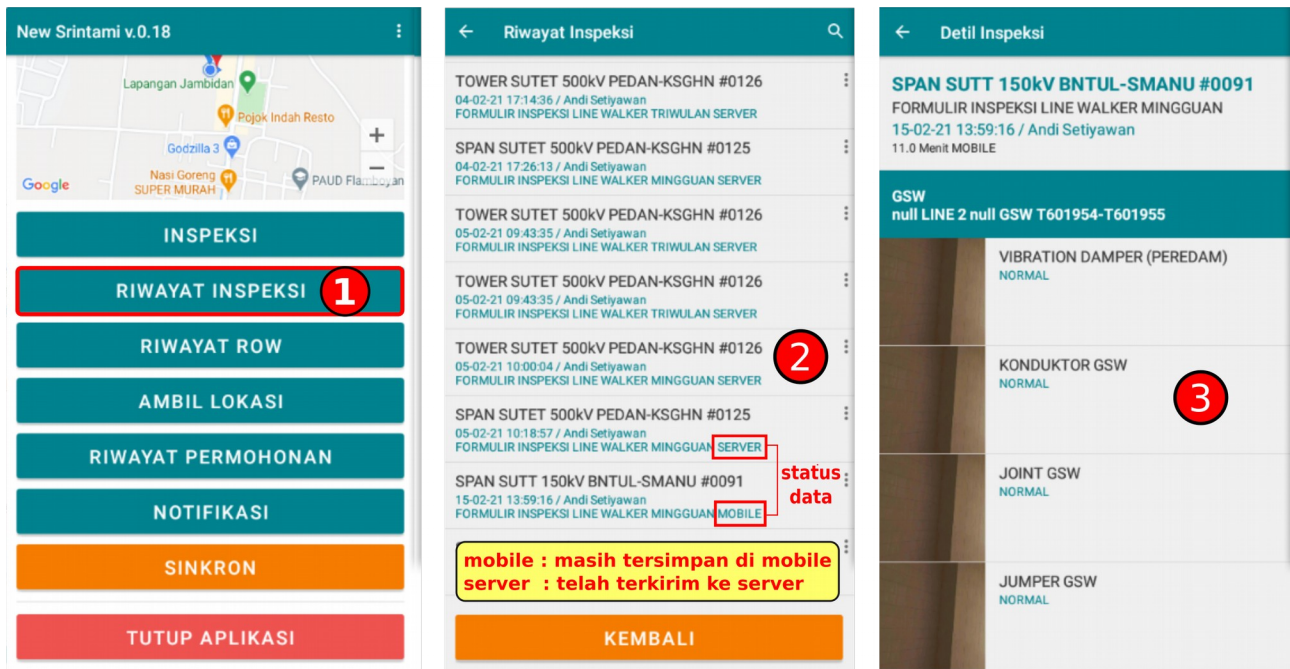 New Srintami v.0.18
Lapangan Jambidan
Pojok Indah Resto
Godzilla 3
Nasi Goreng
SUPER MURAH
PAUD Flamboyan
Google
+
−
INSPEKSI
RIWAYAT INSPEKSI
1
RIWAYAT ROW
AMBIL LOKASI
RIWAYAT PERMOHONAN
NOTIFIKASI
SINKRON
TUTUP APLIKASI
Riwayat Inspeksi
TOWER SUTET 500kV PEDAN-KSGHN #0126
04-02-21 17:14:36 / Andi Setiyawan
FORMULIR INSPEKSI LINE WALKER TRIWULAN SERVER
SPAN SUTET 500kV PEDAN-KSGHN #0125
04-02-21 17:26:13 / Andi Setiyawan
FORMULIR INSPEKSI LINE WALKER MINGGUAN SERVER
TOWER SUTET 500kV PEDAN-KSGHN #0126
05-02-21 09:43:35 / Andi Setiyawan
FORMULIR INSPEKSI LINE WALKER TRIWULAN SERVER
TOWER SUTET 500kV PEDAN-KSGHN #0126
05-02-21 09:43:35 / Andi Setiyawan
FORMULIR INSPEKSI LINE WALKER TRIWULAN SERVER
TOWER SUTET 500kV PEDAN-KSGHN #0126
05-02-21 10:00:04 / Andi Setiyawan
FORMULIR INSPEKSI LINE WALKER MINGGUAN SERVER
2
SPAN SUTET 500kV PEDAN-KSGHN #0125
05-02-21 10:18:57 / Andi Setiyawan
FORMULIR INSPEKSI LINE WALKER MINGGUAN SERVER
SPAN SUTT 150kV BNTUL-SMANU #0091
15-02-21 13:59:16 / Andi Setiyawan
FORMULIR INSPEKSI LINE WALKER MINGGUAN MOBILE
status
data
mobile : masih tersimpan di mobile
server : telah terkirim ke server
KEMBALI
Detil Inspeksi
SPAN SUTT 150kV BNTUL-SMANU #0091
FORMULIR INSPEKSI LINE WALKER MINGGUAN
15-02-21 13:59:16 / Andi Setiyawan
11.0 Menit MOBILE
GSW
null LINE 2 null GSW T601954-T601955
VIBRATION DAMPER (PEREDAM)
NORMAL
KONDUKTOR GSW
NORMAL
3
JOINT GSW
NORMAL
JUMPER GSW
NORMAL